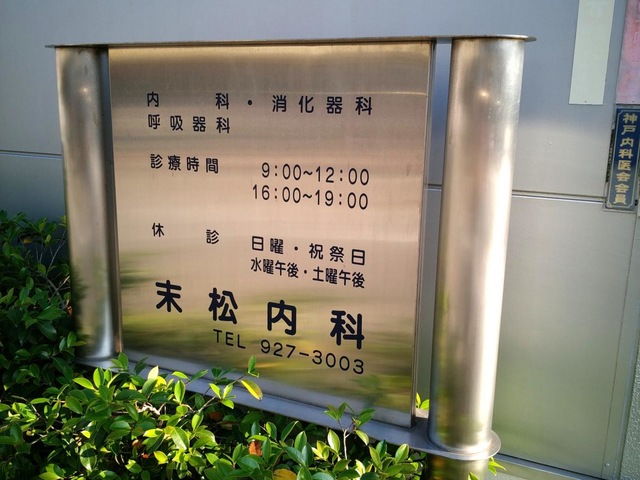 内　　科・消化器科
呼吸器科
診療時間　9:00~12:00
16:00~19:00
休　　診　日曜・祝祭日
水曜午後・土曜午後
末松内科
TEL 927-3003
神戸内科医会会員